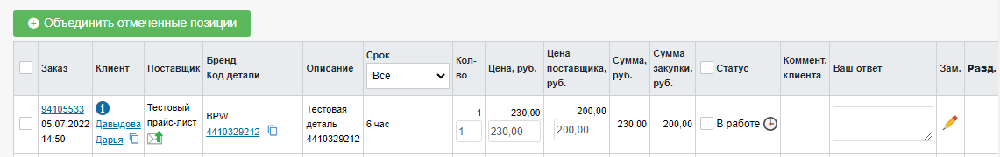 Объединить отмеченные позиции
Заказ
Клиент
Поставщик
Бренд
Код детали
Описание
Срок
Все
Кол-
во
Цена, руб.
Цена
поставщика,
руб.
Сумма,
руб.
Сумма
закупки,
руб.
Статус
Коммент.
клиента
Ваш ответ
Зам.
Разд.
94105533
05.07.2022
14:50
Давыдова
Дарья
Тестовый
прайс-лист
BPW
4410329212
Тестовая
деталь
4410329212
6 час
1
1
230,00
230,00
200,00
200,00
230,00
200,00
В работе